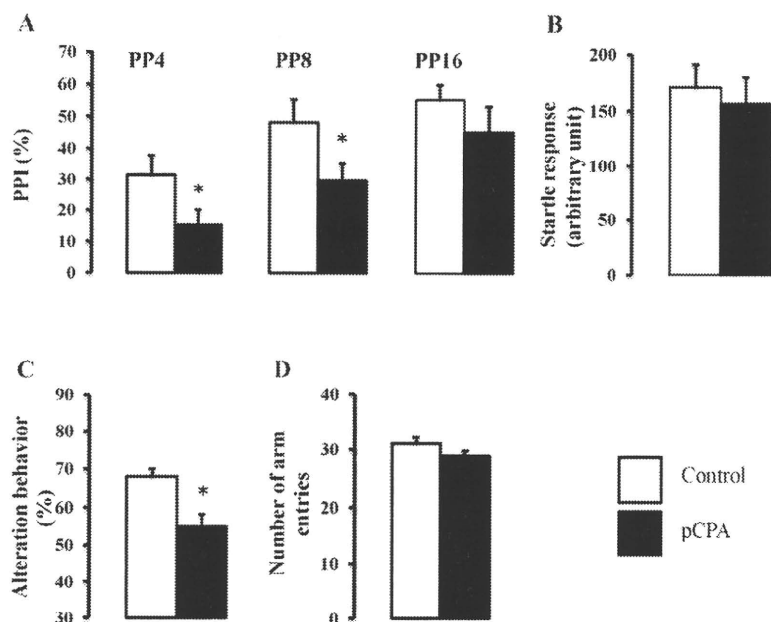 A
PP4
PP8
PP16
PPI (%)
70
60
50
40
30
20
10
0
*
*
B
Startle response
(arbitrary unit)
200
150
100
50
0
C
Alteration behavior
(%)
90
80
70
60
50
40
30
*
D
Number of arm
entries
40
30
20
10
0
Control
pCPA